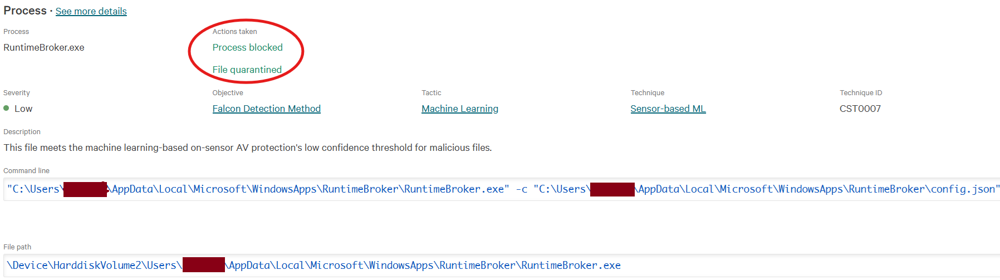 Process · See more details
Process Actions taken
RuntimeBroker.exe Process blocked
File quarantined
Severity Objective Tactic Technique Technique ID
Low Falcon Detection Method Machine Learning Sensor-based ML CST0007
Description
This file meets the machine learning-based on-sensor AV protection's low confidence threshold for malicious files.
Command line
"C:\Users\ \AppData\Local\Microsoft\WindowsApps\RuntimeBroker\RuntimeBroker.exe" -c "C:\Users\ \AppData\Local\Microsoft\WindowsApps\RuntimeBroker\config.json"
File path
\Device\HarddiskVolume2\Users\ \AppData\Local\Microsoft\WindowsApps\RuntimeBroker\RuntimeBroker.exe